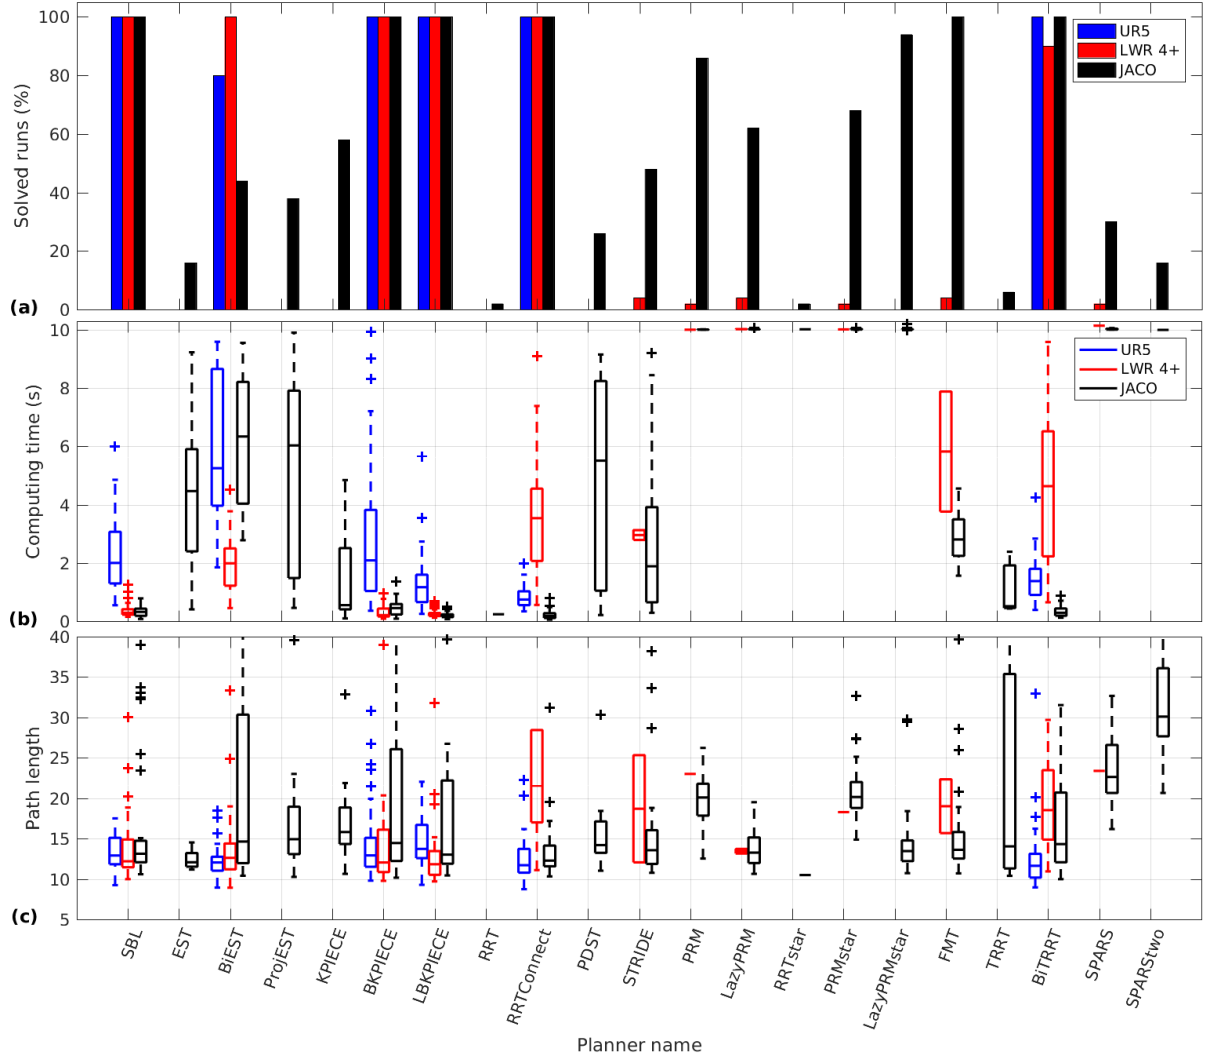 100
80
60
40
20
0
Solved runs (%)
(a)
UR5
LWR 4+
JACO
10
8
6
4
2
0
Computing time (s)
(b)
UR5
LWR 4+
JACO
40
35
30
25
20
15
10
5
Path length
(c)
SBL
EST
BiEST
ProjEST
KPIECE
BKPIECE
LBKPIECE
RRT
RRTConnect
PDST
STRIDE
PRM
LazyPRM
RRTstar
PRMstar
LazyPRMstar
FMT
TRRT
BiTRRT
SPARS
SPARStwo
Planner name